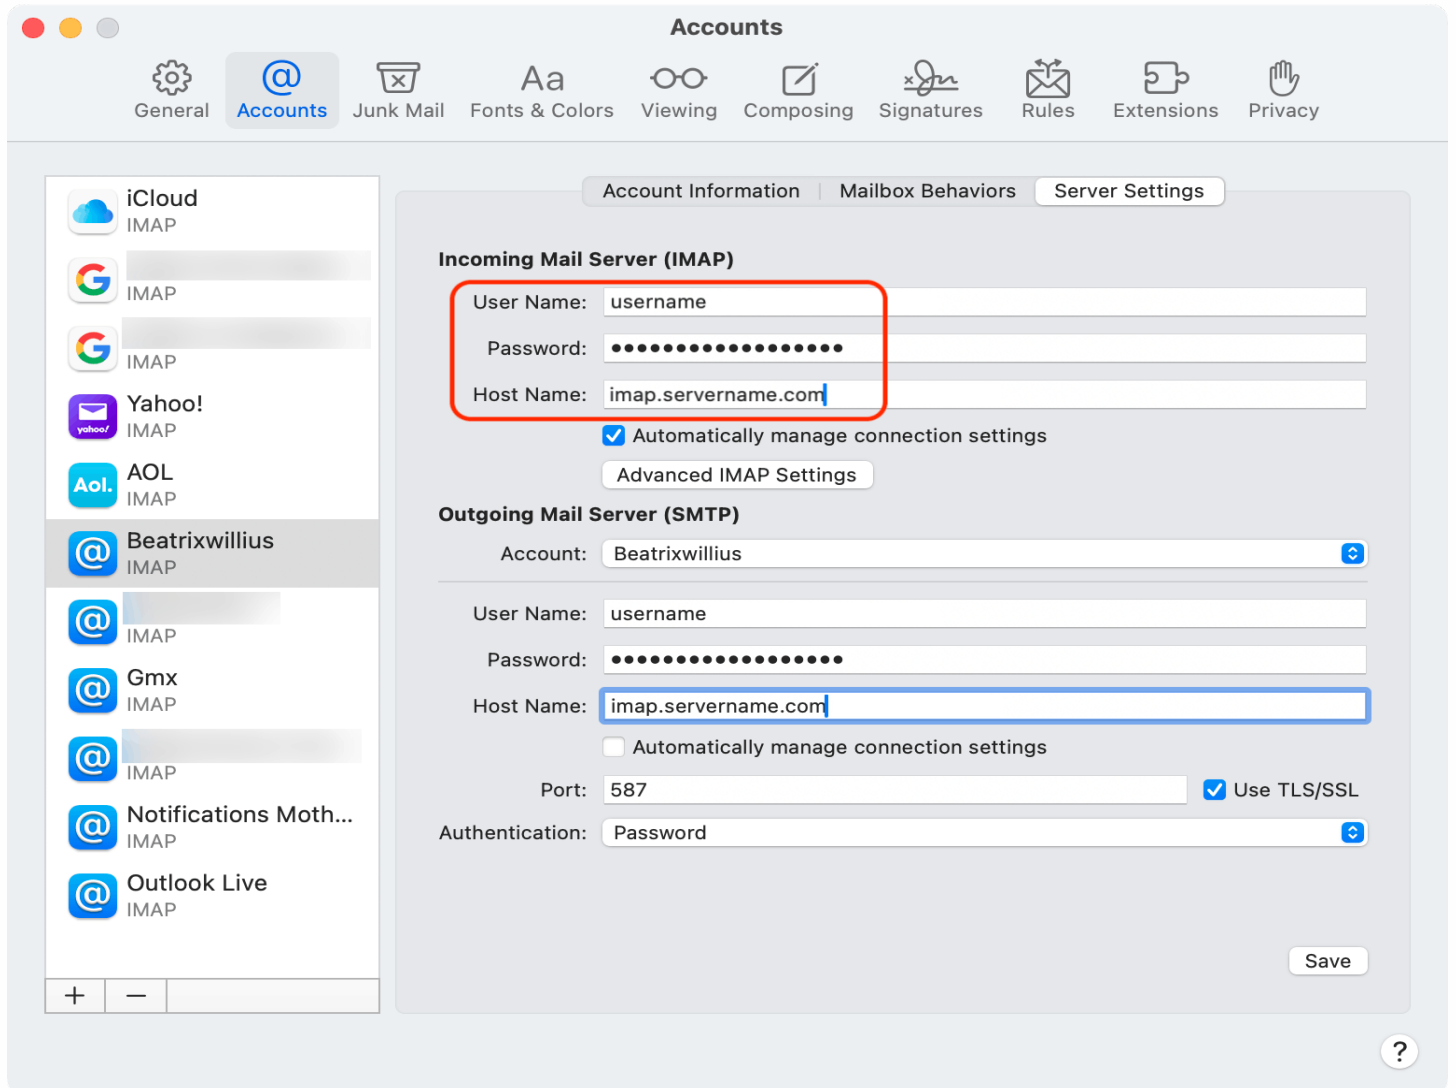 Accounts
General
Accounts
Junk Mail
Aa
Fonts & Colors
Viewing
Composing
Signatures
Rules
Extensions
Privacy
iCloud
IMAP
IMAP
IMAP
yahoo!
Yahoo!
IMAP
Aol.
AOL
IMAP
Beatrixwillius
IMAP
IMAP
Gmx
IMAP
IMAP
Notifications Moth...
IMAP
Outlook Live
IMAP
Account Information
Mailbox Behaviors
Server Settings
Incoming Mail Server (IMAP)
User Name: username
Password: ••••••••••••••••••
Host Name: imap.servername.com
Automatically manage connection settings
Advanced IMAP Settings
Outgoing Mail Server (SMTP)
Account: Beatrixwillius
User Name: username
Password: ••••••••••••••••••
Host Name: imap.servername.com
Automatically manage connection settings
Port: 587 Use TLS/SSL
Authentication: Password
Save
?